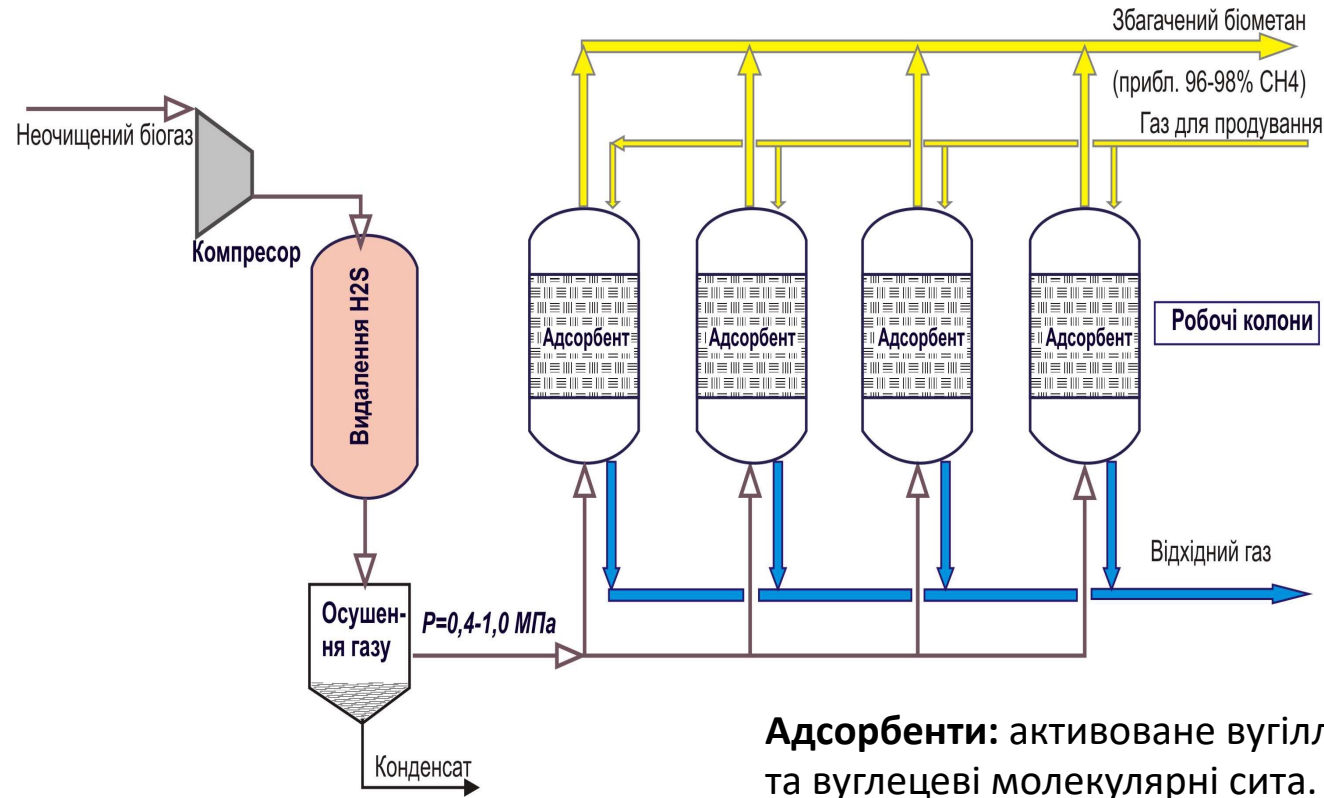 Збагачений біометан
(прибл. 96-98% CH4)
Газ для продування
Неочищений біогаз
Компресор
Видалення H2S
Адсорбент
Адсорбент
Адсорбент
Адсорбент
Робочі колони
Відхідний газ
Осушен-
ня газу
P=0,4-1,0 МПа
Конденсат
Адсорбенти: активоване вугілл
та вуглецеві молекулярні сита.